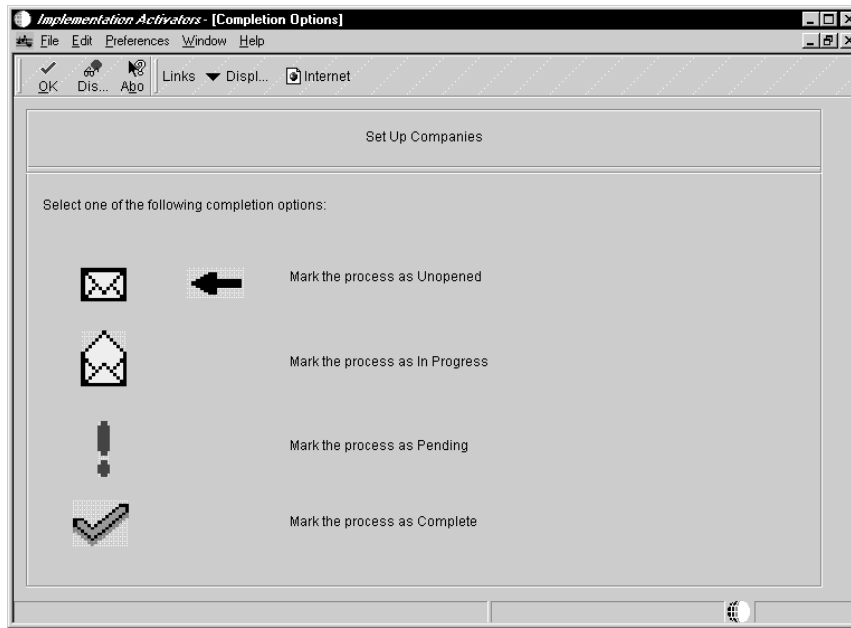 Implementation Activators - [Completion Options]
File Edit Preferences Window Help
OK Dis... Abo Links Displ... Internet
Set Up Companies
Select one of the following completion options:
Mark the process as Unopened
Mark the process as In Progress
Mark the process as Pending
Mark the process as Complete